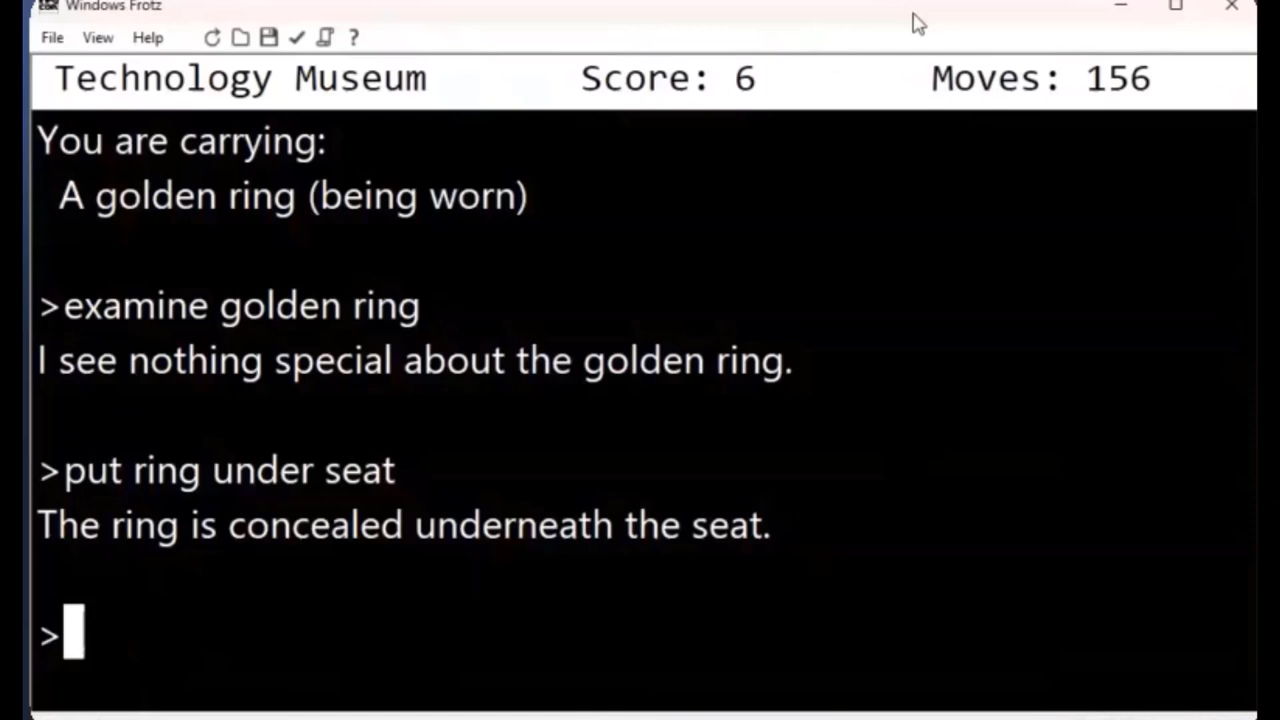 Windows Frotz
File View Help
Technology Museum Score: 6 Moves: 156
You are carrying:
A golden ring (being worn)
>examine golden ring
I see nothing special about the golden ring.
>put ring under seat
The ring is concealed underneath the seat.
>